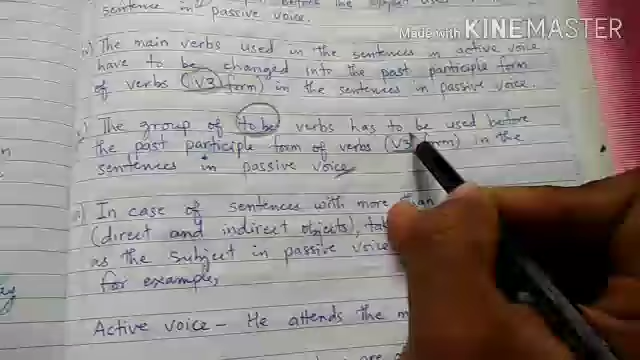 sentence in passive voice.
Made with KINEMASTER
The main verbs used in the sentences in active voice
have to be changed into the past participle form
of verbs (V3 form) in the sentences in passive voice.
The group of to be verbs has to be used before
the past participle form of verbs (V3 form) in the
sentences in passive voice
In case of sentences with more than
(direct and indirect objects),
as the subject in passive voice
for example,
Active voice - He attends the